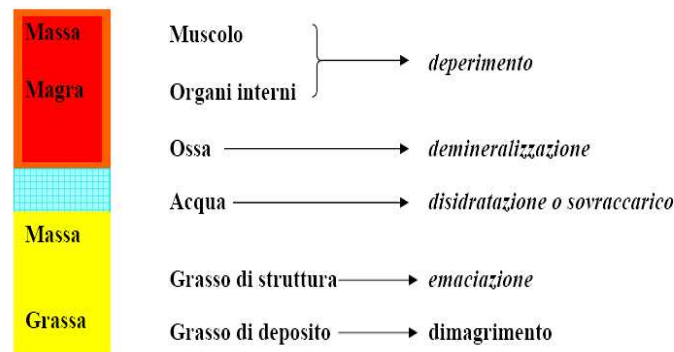 Massa
Magra
Muscolo
Organi interni
deperimento
Ossa
demineralizzazione
Acqua
disidratazione o sovraccarico
Massa
Grassa
Grasso di struttura
emaciazione
Grasso di deposito
dimagrimento